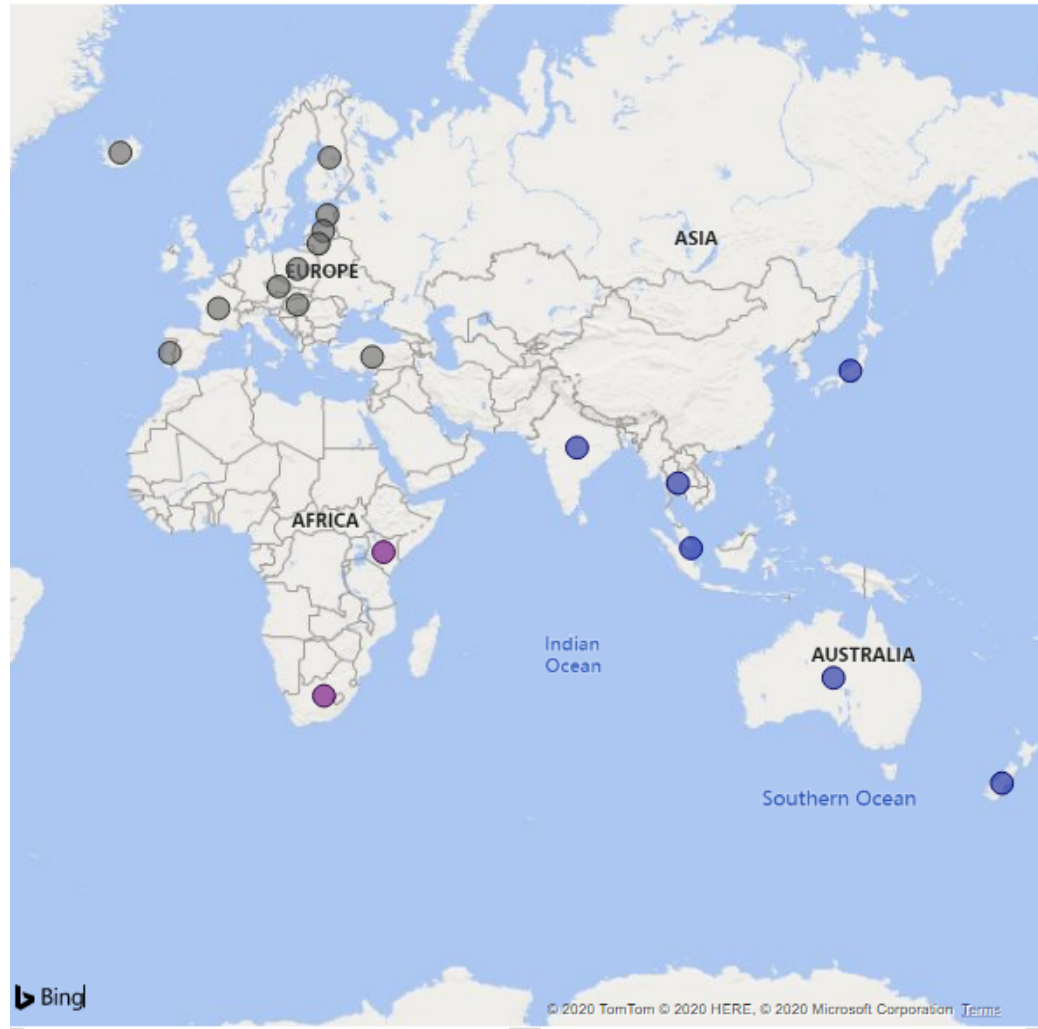 ASIA
EUROPE
AFRICA
Indian
Ocean
AUSTRALIA
Southern Ocean
Bing
© 2020 TomTom © 2020 HERE, © 2020 Microsoft Corporation Terms